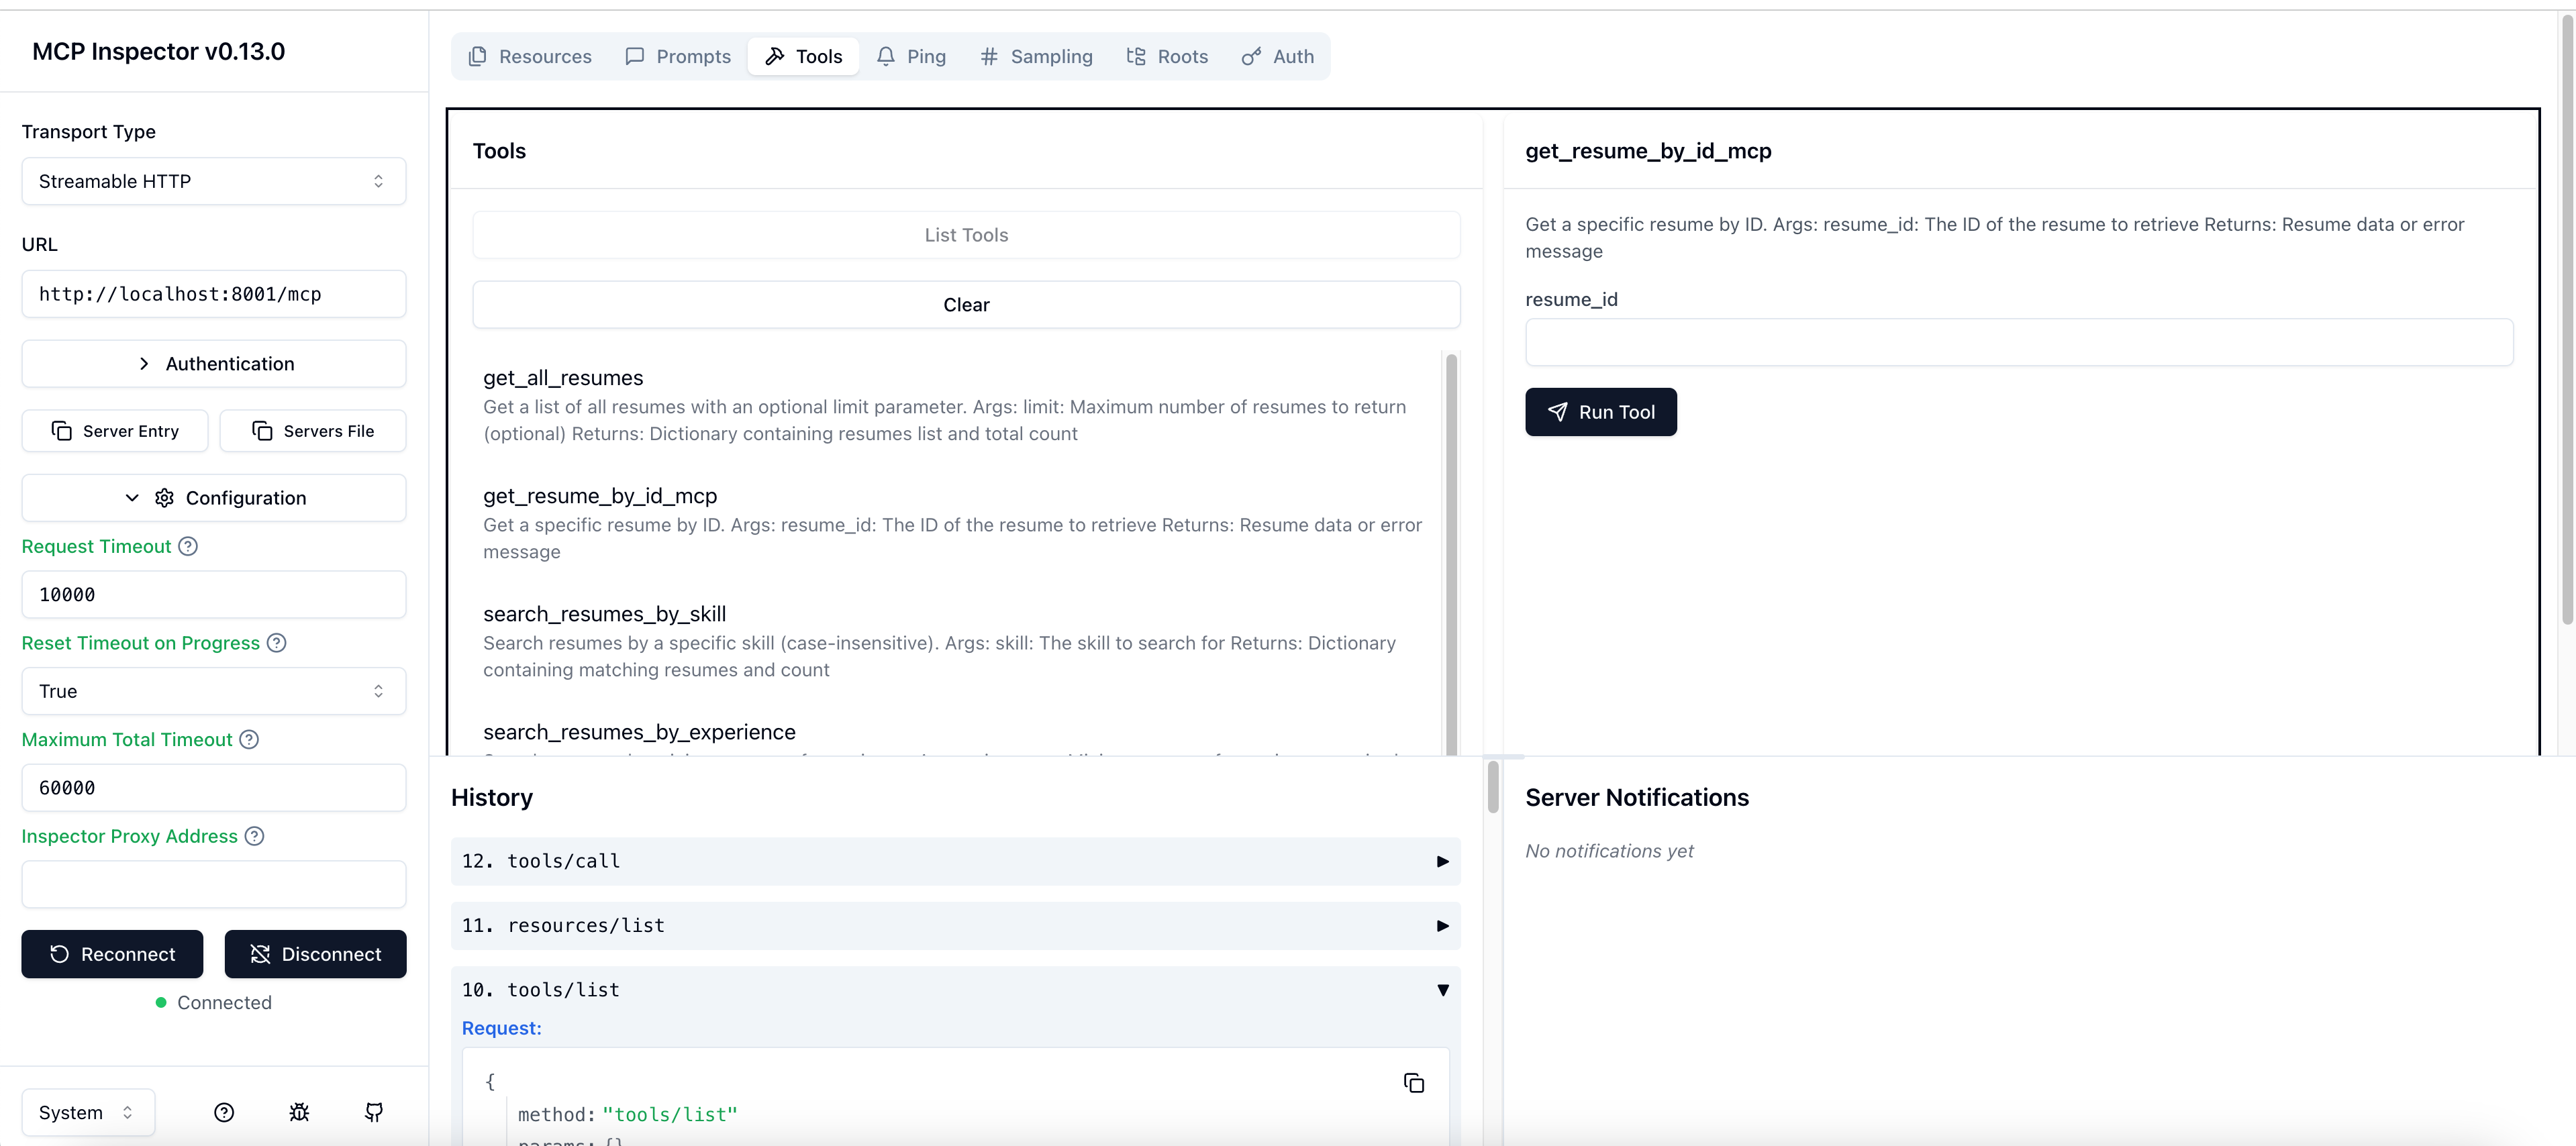 MCP Inspector v0.13.0
Transport Type
Streamable HTTP
URL
http://localhost:8001/mcp
Authentication
Server Entry
Servers File
Configuration
Request Timeout
10000
Reset Timeout on Progress
True
Maximum Total Timeout
60000
Inspector Proxy Address
Reconnect
Disconnect
Connected
System
Resources
Prompts
Tools
Ping
Sampling
Roots
Auth
Tools
List Tools
Clear
get_all_resumes
Get a list of all resumes with an optional limit parameter. Args: limit: Maximum number of resumes to return
(optional) Returns: Dictionary containing resumes list and total count
get_resume_by_id_mcp
Get a specific resume by ID. Args: resume_id: The ID of the resume to retrieve Returns: Resume data or error
message
search_resumes_by_skill
Search resumes by a specific skill (case-insensitive). Args: skill: The skill to search for Returns: Dictionary
containing matching resumes and count
search_resumes_by_experience
get_resume_by_id_mcp
Get a specific resume by ID. Args: resume_id: The ID of the resume to retrieve Returns: Resume data or error
message
resume_id
Run Tool
History
12. tools/call
11. resources/list
10. tools/list
Request:
{
method: "tools/list"
params: {}
Server Notifications
No notifications yet